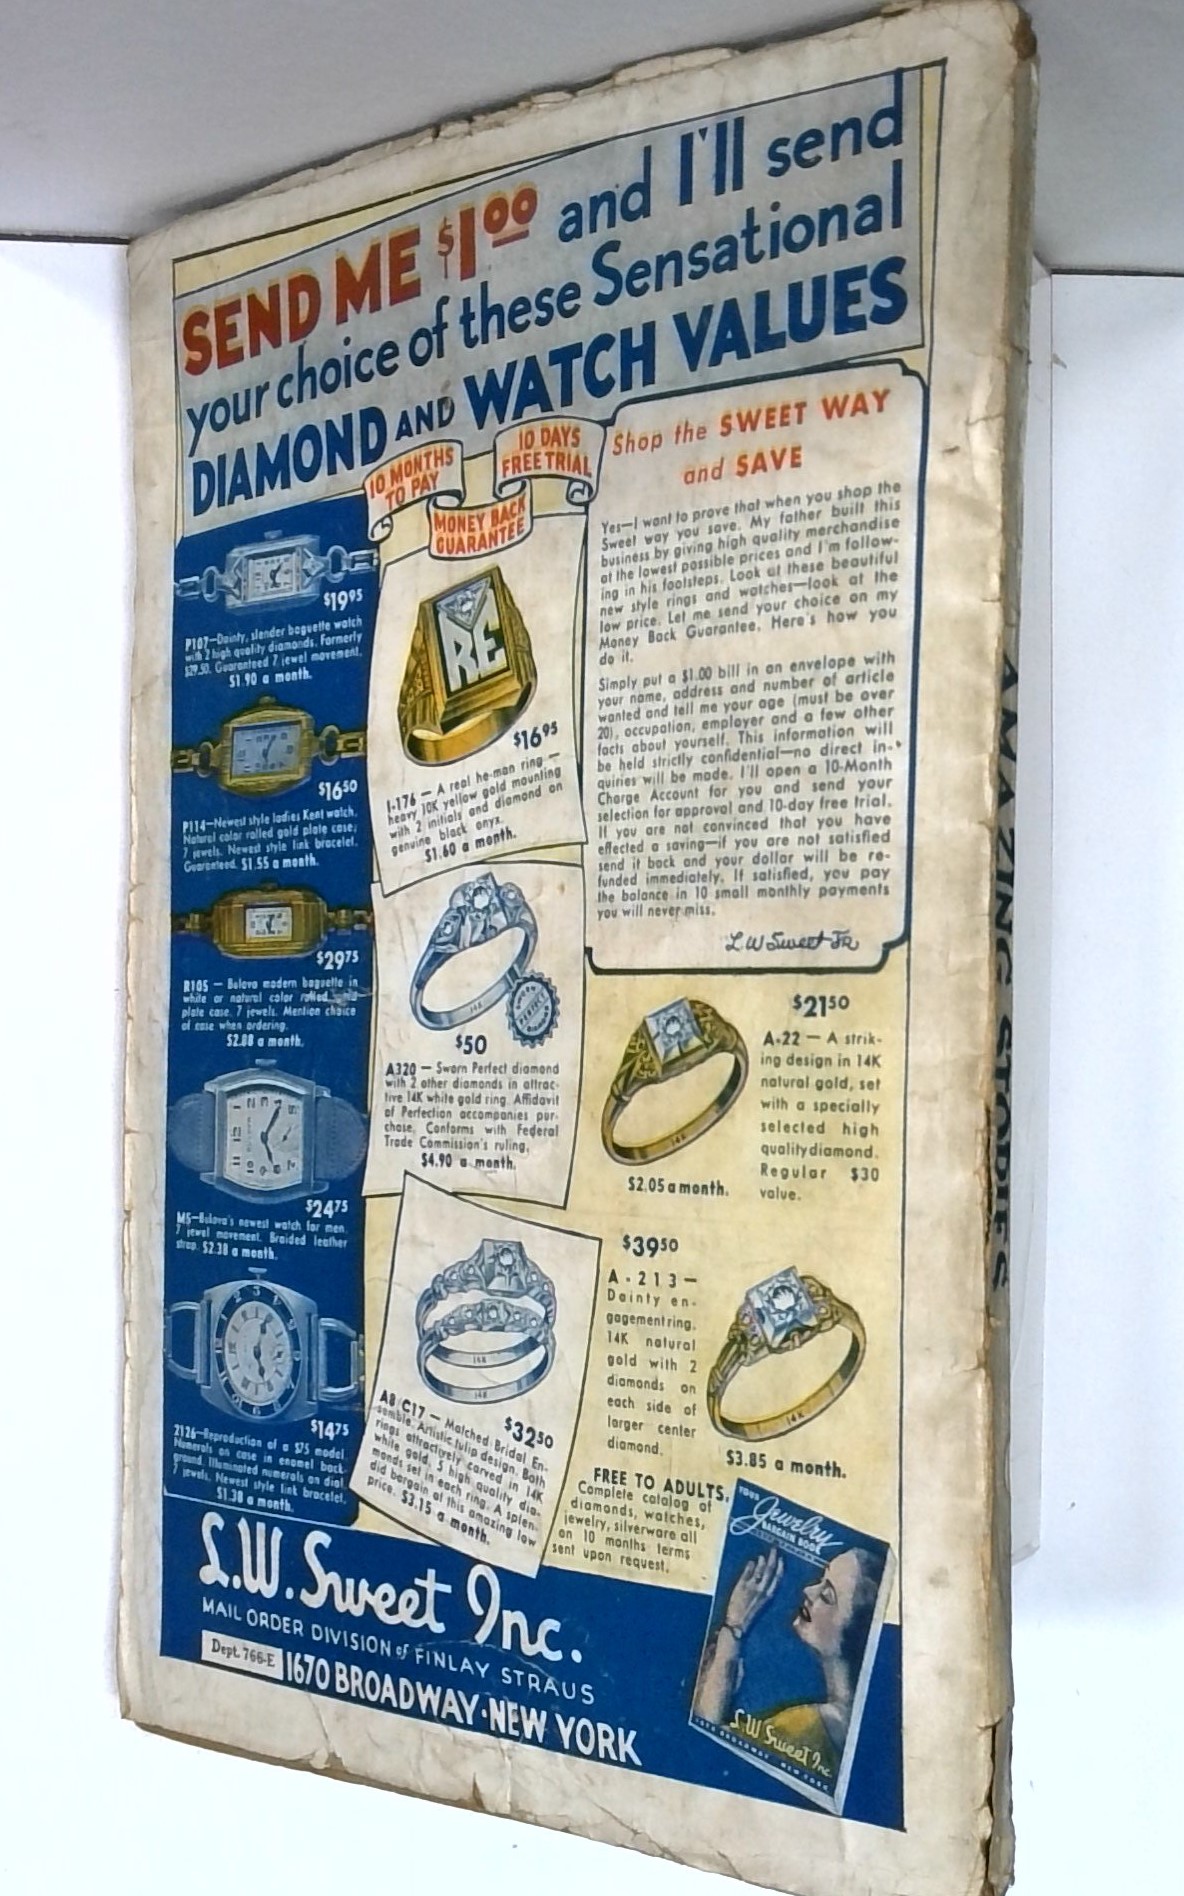 SEND ME $1.00 and I'll send
your choice of these Sensational
DIAMOND AND WATCH VALUES
10 MONTHS
TO PAY
MONEY BACK
GUARANTEE
10 DAYS
FREE TRIAL
Shop the SWEET WAY
and SAVE
Yes—I want to prove that when you shop the
Sweet way you save. My father built this
business by giving high quality merchandise
at the lowest possible prices and I'm follow-
ing in his footsteps. Look at these beautiful
new style rings and watches—look at the
low price. Let me send your choice on my
Money Back Guarantee. Here's how you
do it.
Simply put a $1.00 bill in an envelope with
your name, address and number of article
wanted and tell me your age (must be over
20), occupation, employer and a few other
facts about yourself. This information will
be held strictly confidential—no direct in-
quiries will be made. I'll open a 10-Month
Charge Account for you and send your
selection for approval and 10-day free trial.
If you are not convinced that you have
effected a saving—if you are not satisfied
send it back and your dollar will be re-
funded immediately. If satisfied, you pay
the balance in 10 small monthly payments
you will never miss.
L W Sweet Jr
$19.95
P107—Dainty, slender baguette watch
with 2 high quality diamonds. Formerly
$29.50. Guaranteed 7 jewel movement.
$1.90 a month.
$16.50
P114—Newest style ladies Kent watch.
Natural color rolled gold plate case;
7 jewels. Newest style link bracelet.
Guaranteed. $1.55 a month.
$29.75
R105 — Bulova modern baguette in
white or natural color rolled gold
plate case. 7 jewels. Mention choice
of case when ordering.
$2.88 a month.
$24.75
M5—Bulova's newest watch for men.
7 jewel movement. Braided leather
strap. $2.38 a month.
$14.75
2126—Reproduction of a $75 model.
Numerals on case in enamel back-
ground. Illuminated numerals on dial.
7 jewels. Newest style link bracelet.
$1.38 a month.
RE
$16.95
I-176 — A real he-man ring —
heavy 10K yellow gold mounting
with 2 initials and diamond on
genuine black onyx.
$1.60 a month.
14K
PERFECT
$50
A320 — Sworn Perfect diamond
with 2 other diamonds in attrac-
tive 14K white gold ring. Affidavit
of Perfection accompanies pur-
chase. Conforms with Federal
Trade Commission's ruling.
$4.90 a month.
14K
14K
$32.50
A8/C17 — Matched Bridal En-
semble. Artistic tulip design. Both
rings attractively carved in 14K
white gold. 5 high quality dia-
monds set in each ring. A splen-
did bargain at this amazing low
price. $3.15 a month.
14K
$21.50
A-22 — A strik-
ing design in 14K
natural gold, set
with a specially
selected high
quality diamond.
Regular $30
value.
$2.05 a month.
$39.50
A-213—
Dainty en-
gagement ring.
14K natural
gold with 2
diamonds on
each side of
larger center
diamond.
14K
$3.85 a month.
FREE TO ADULTS.
Complete catalog of
diamonds, watches,
jewelry, silverware all
on 10 months terms
sent upon request.
YOUR
Jewelry
BARGAIN BOOK
L W Sweet Inc.
1670 BROADWAY NEW YORK
L.W. Sweet Inc.
MAIL ORDER DIVISION of FINLAY STRAUS
Dept. 766-E
1670 BROADWAY • NEW YORK
AMAZING STORIES